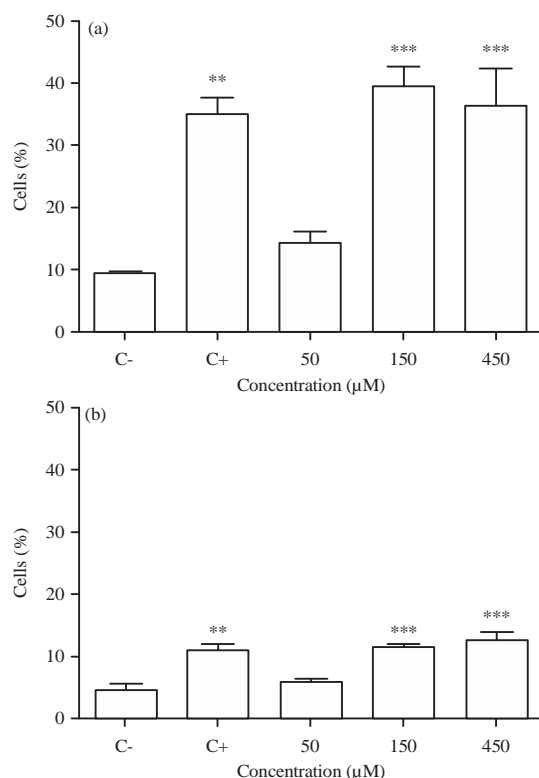 (a)
50
40
30
20
10
0
Cells (%)
** *** ***
C- C+ 50 150 450
Concentration (µM)
(b)
50
40
30
20
10
0
Cells (%)
** *** ***
C- C+ 50 150 450
Concentration (µM)